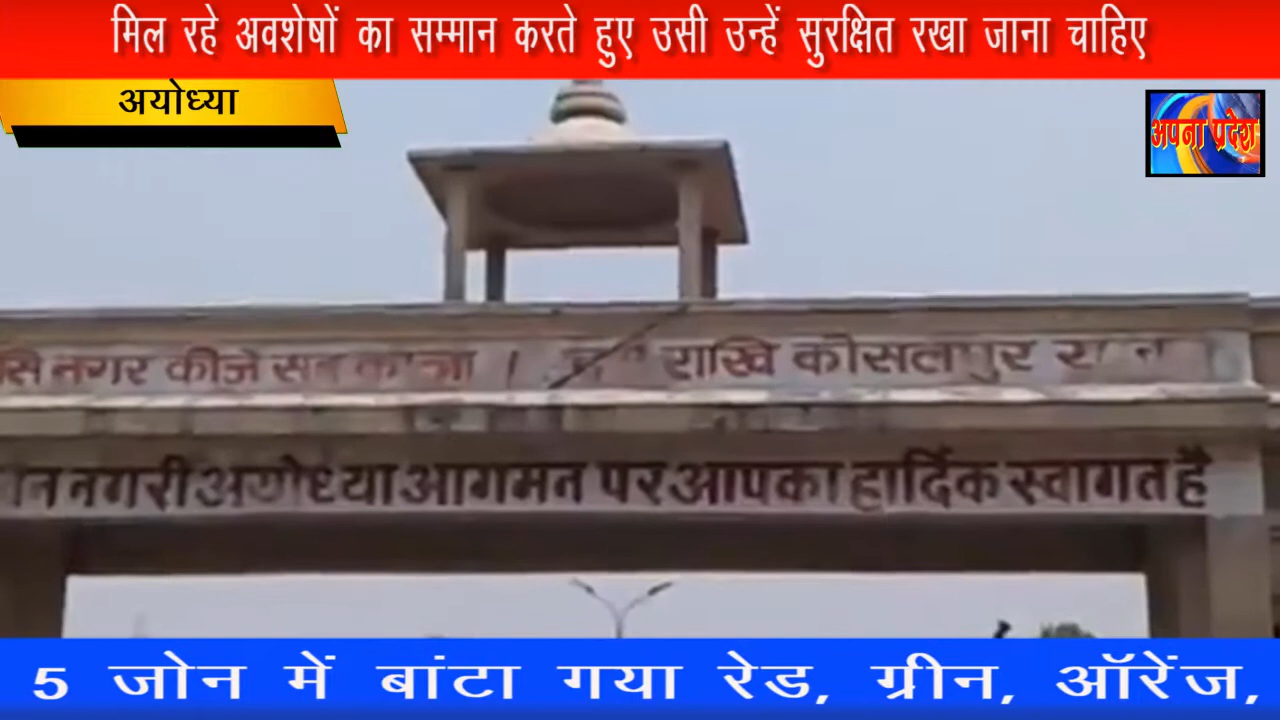 मिल रहे अवशेषों का सम्मान करते हुए उसी उन्हें सुरक्षित रखा जाना चाहिए
अयोध्या
अपना प्रदेश
नगर कीजे सब राखि कौसलपुर
नगरी अयोध्या आगमन पर आपका हार्दिक स्वागत है
5 जोन में बांटा गया रेड, ग्रीन, ऑरेंज,